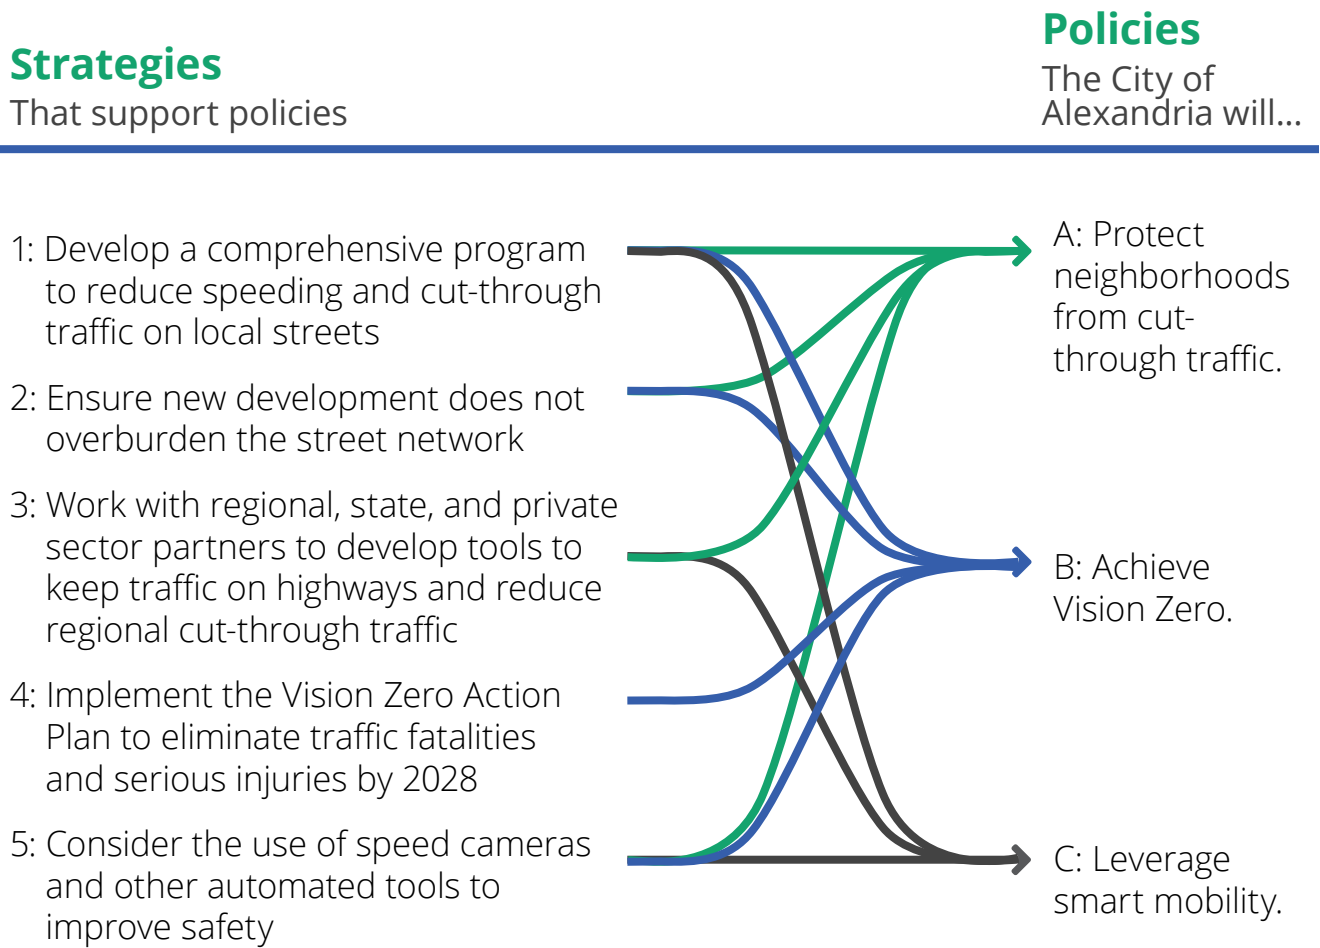 Strategies
That support policies
Policies
The City of
Alexandria will...
1: Develop a comprehensive program
to reduce speeding and cut-through
traffic on local streets
2: Ensure new development does not
overburden the street network
3: Work with regional, state, and private
sector partners to develop tools to
keep traffic on highways and reduce
regional cut-through traffic
4: Implement the Vision Zero Action
Plan to eliminate traffic fatalities
and serious injuries by 2028
5: Consider the use of speed cameras
and other automated tools to
improve safety
A: Protect
neighborhoods
from cut-
through traffic.
B: Achieve
Vision Zero.
C: Leverage
smart mobility.